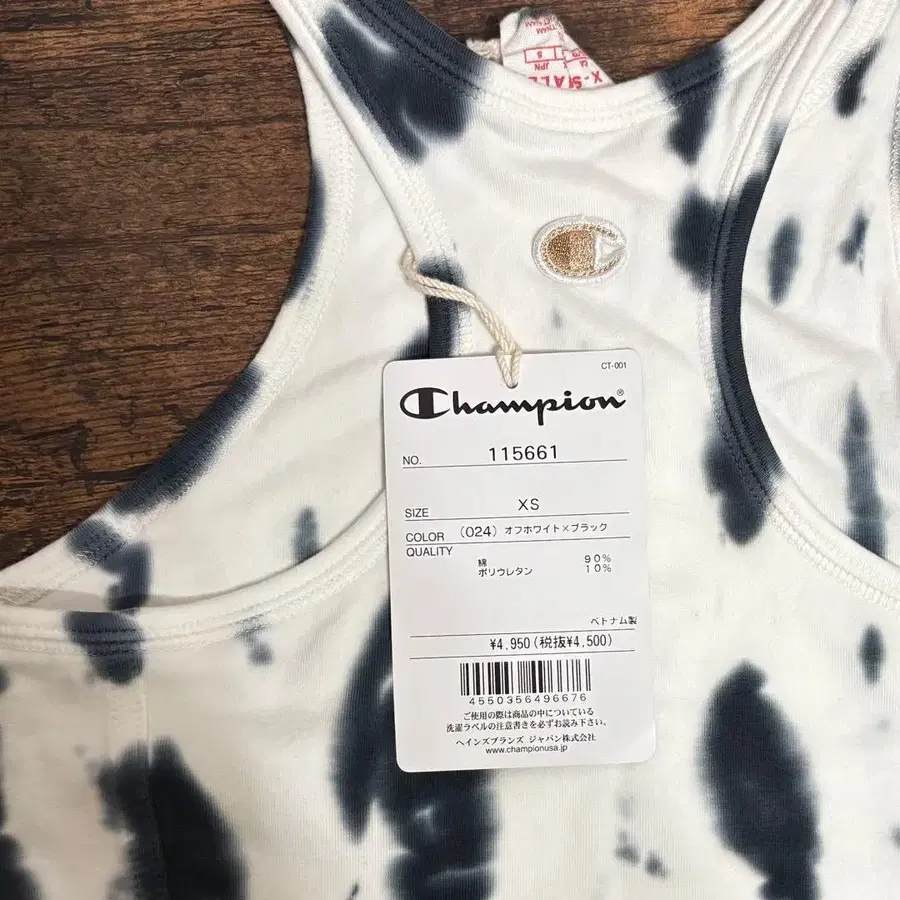 X-SMALL
JPN
S
CT-001
Champion®
NO. 115661
SIZE XS
COLOR (024) オフホワイト×ブラック
QUALITY
綿 90%
ポリウレタン 10%
ベトナム製
¥4,950(税抜¥4,500)
4550356496676
ご使用の際は商品の中についている
洗濯ラベルの注意書きを必ずお読み下さい。
ヘインズブランズ ジャパン株式会社
www.championusa.jp